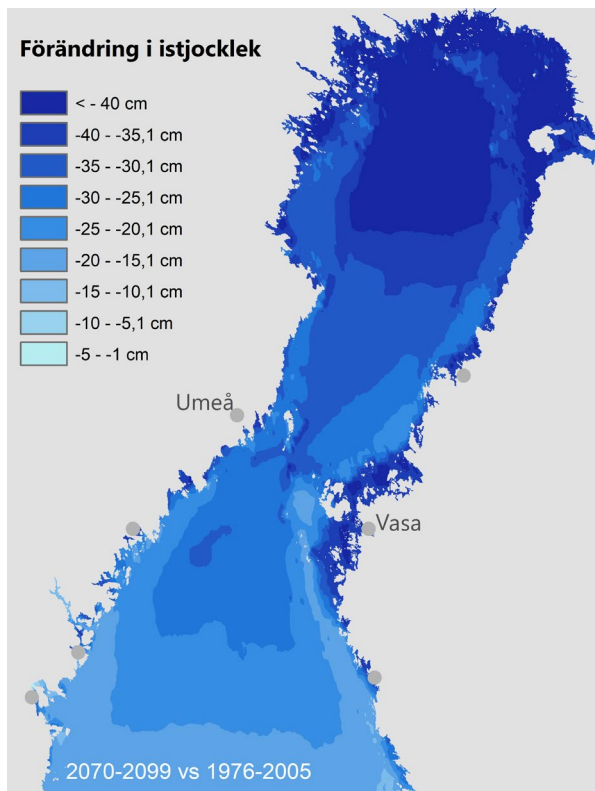 Förändring i istjocklek
< - 40 cm
-40 - -35,1 cm
-35 - -30,1 cm
-30 - -25,1 cm
-25 - -20,1 cm
-20 - -15,1 cm
-15 - -10,1 cm
-10 - -5,1 cm
-5 - -1 cm
Umeå
Vasa
2070-2099 vs 1976-2005